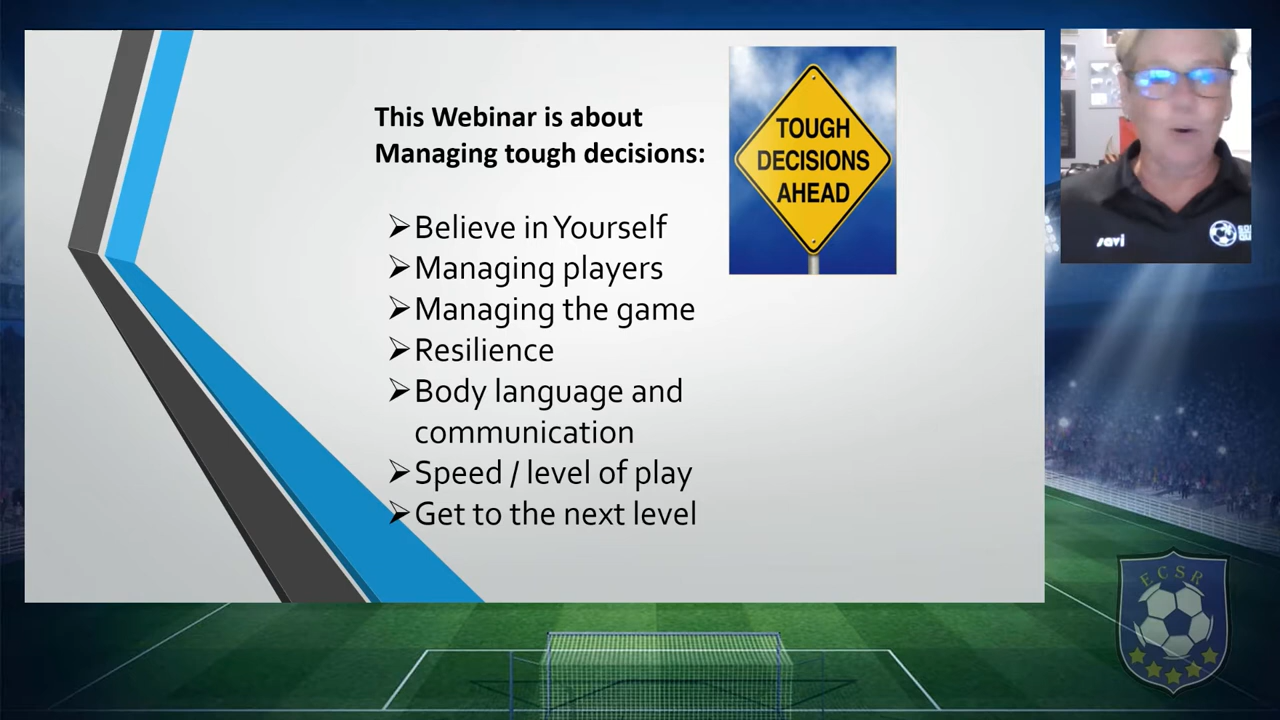 This Webinar is about
Managing tough decisions:
➢Believe in Yourself
➢Managing players
➢Managing the game
➢Resilience
➢Body language and
communication
➢Speed / level of play
➢Get to the next level
TOUGH
DECISIONS
AHEAD
savi
ECSR